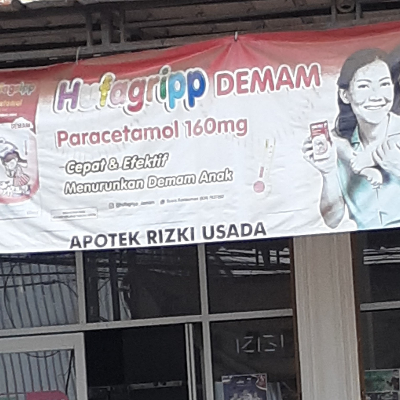 Hufagripp DEMAM
Paracetamol 160mg
Cepat & Efektif
Menurunkan Demam Anak
APOTEK RIZKI USADA